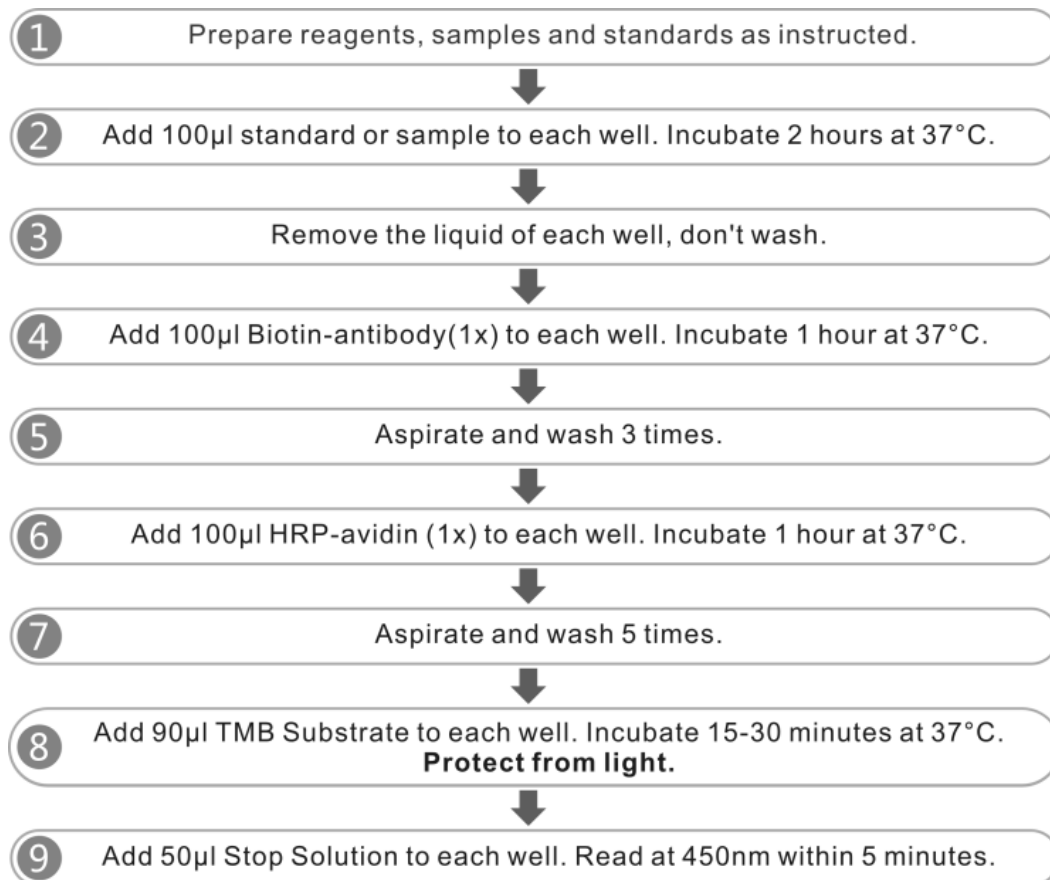 1 Prepare reagents, samples and standards as instructed.
2 Add 100µl standard or sample to each well. Incubate 2 hours at 37°C.
3 Remove the liquid of each well, don't wash.
4 Add 100µl Biotin-antibody(1x) to each well. Incubate 1 hour at 37°C.
5 Aspirate and wash 3 times.
6 Add 100µl HRP-avidin (1x) to each well. Incubate 1 hour at 37°C.
7 Aspirate and wash 5 times.
8 Add 90µl TMB Substrate to each well. Incubate 15-30 minutes at 37°C.
Protect from light.
9 Add 50µl Stop Solution to each well. Read at 450nm within 5 minutes.